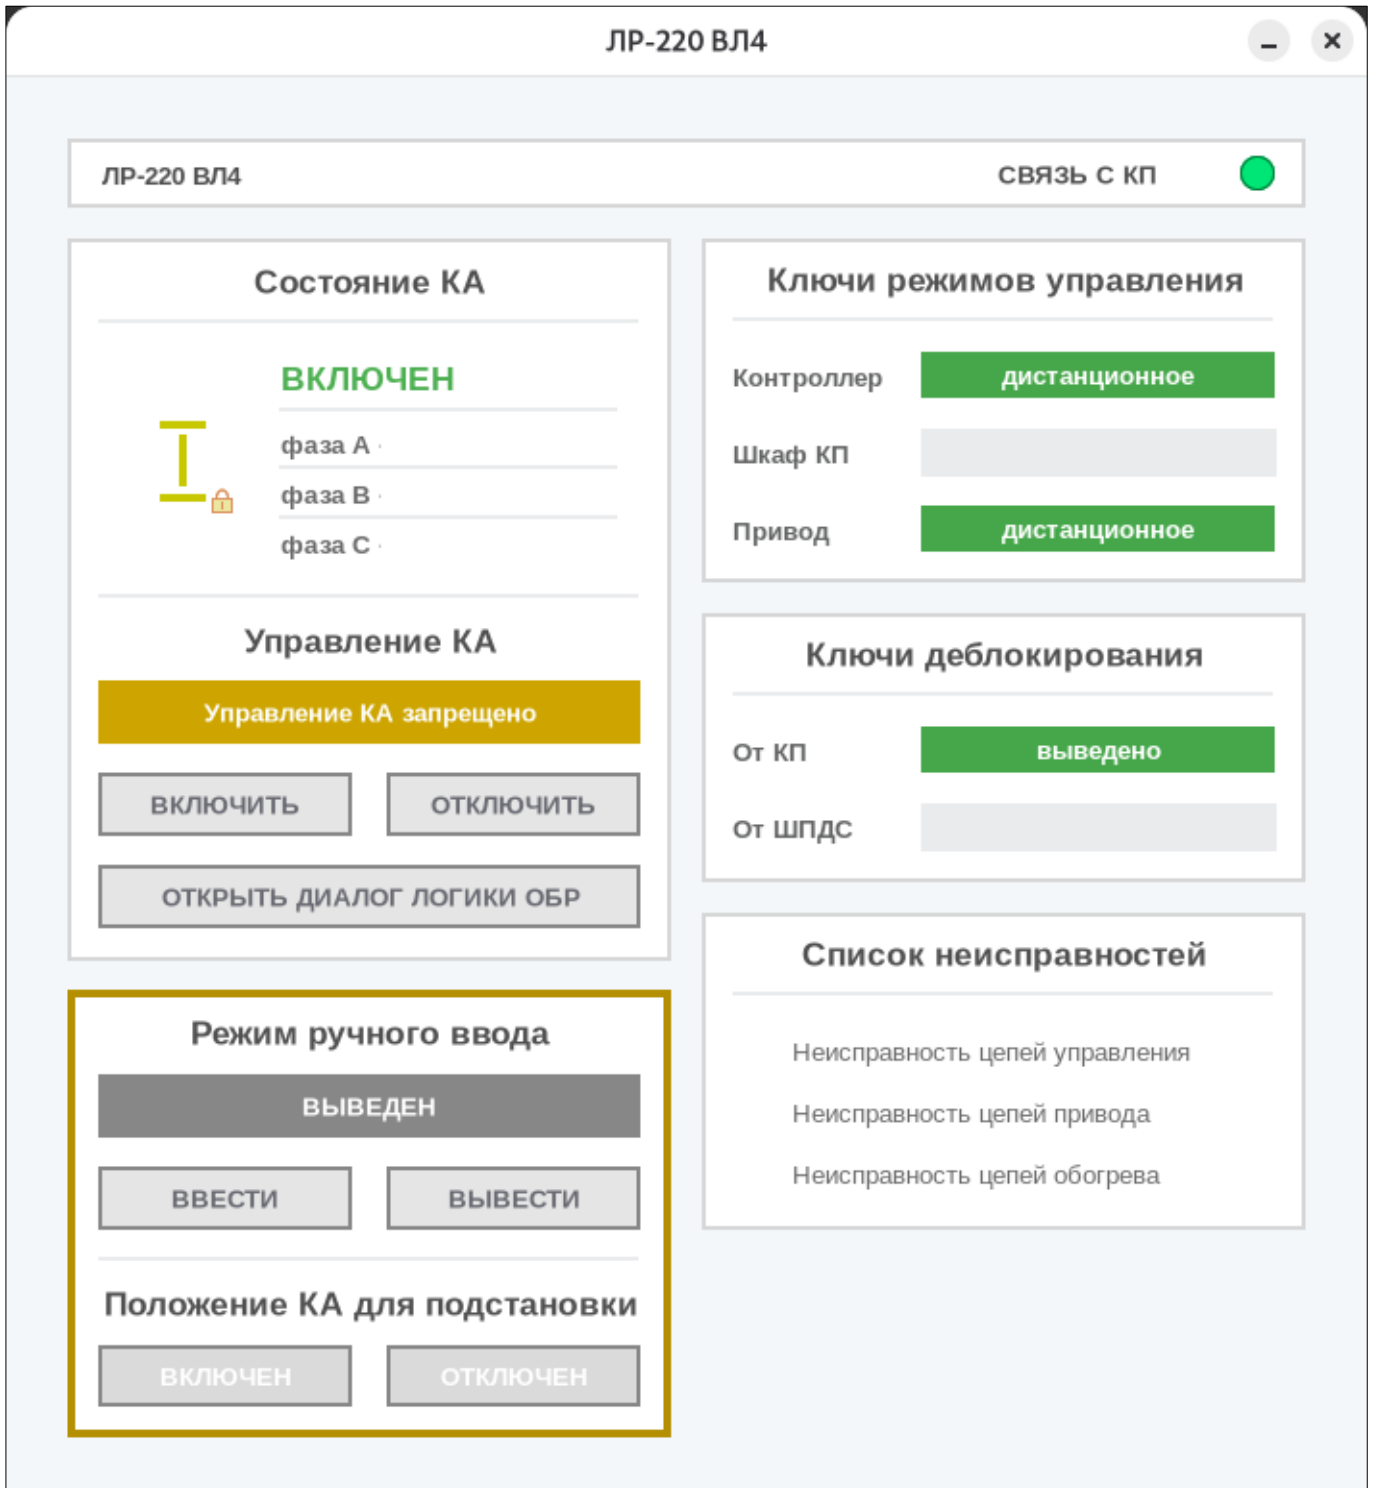 ЛР-220 ВЛ4
ЛР-220 ВЛ4
СВЯЗЬ С КП
Состояние КА
ВКЛЮЧЕН
фаза А
фаза В
фаза С
Управление КА
Управление КА запрещено
ВКЛЮЧИТЬ
ОТКЛЮЧИТЬ
ОТКРЫТЬ ДИАЛОГ ЛОГИКИ ОБР
Режим ручного ввода
ВЫВЕДЕН
ВВЕСТИ
ВЫВЕСТИ
Положение КА для подстановки
ВКЛЮЧЕН
ОТКЛЮЧЕН
Ключи режимов управления
Контроллер
дистанционное
Шкаф КП
Привод
дистанционное
Ключи деблокирования
От КП
выведено
От ШПДС
Список неисправностей
Неисправность цепей управления
Неисправность цепей привода
Неисправность цепей обогрева